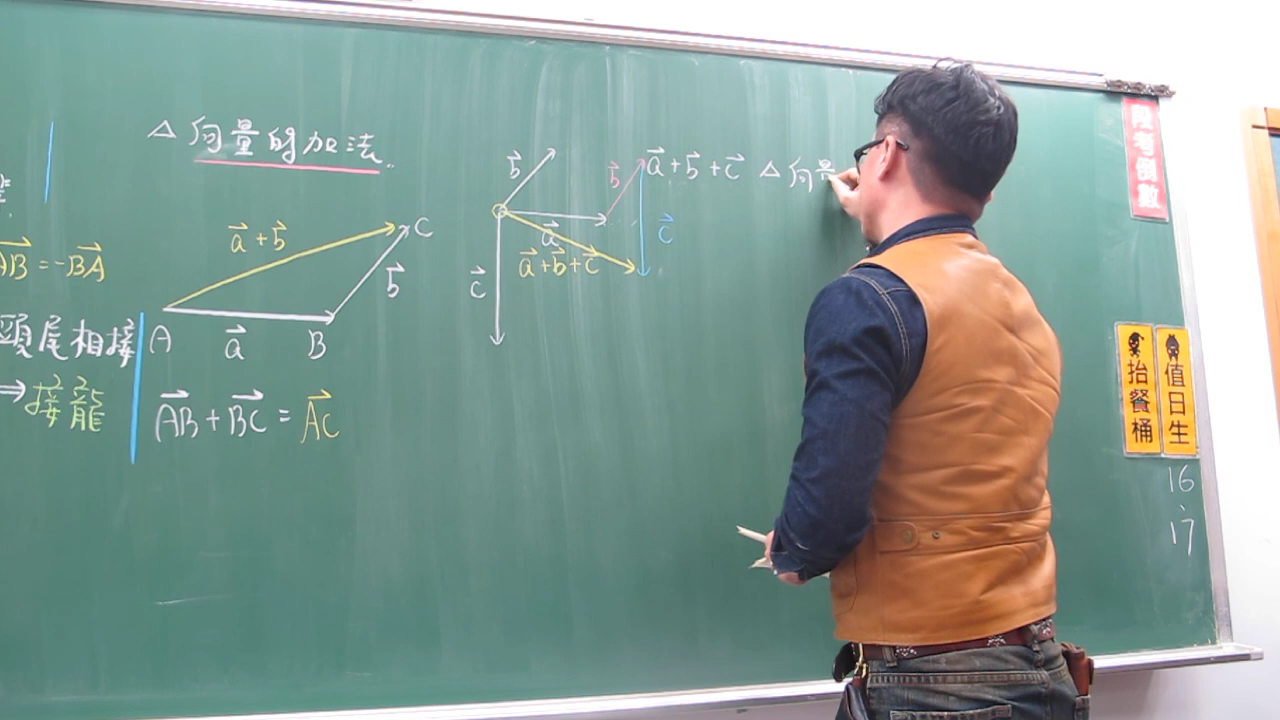 △向量的加法
AB⃗ = -BA⃗
頭尾相接
⇒接龍
a⃗+b⃗
C
b⃗
A
a⃗
B
AB⃗+BC⃗=AC⃗
b⃗
a⃗
a⃗+b⃗+c⃗
c⃗
b⃗
a⃗+b⃗+c⃗
c⃗
△向量
段考倒數
抬餐桶
值日生
16
17